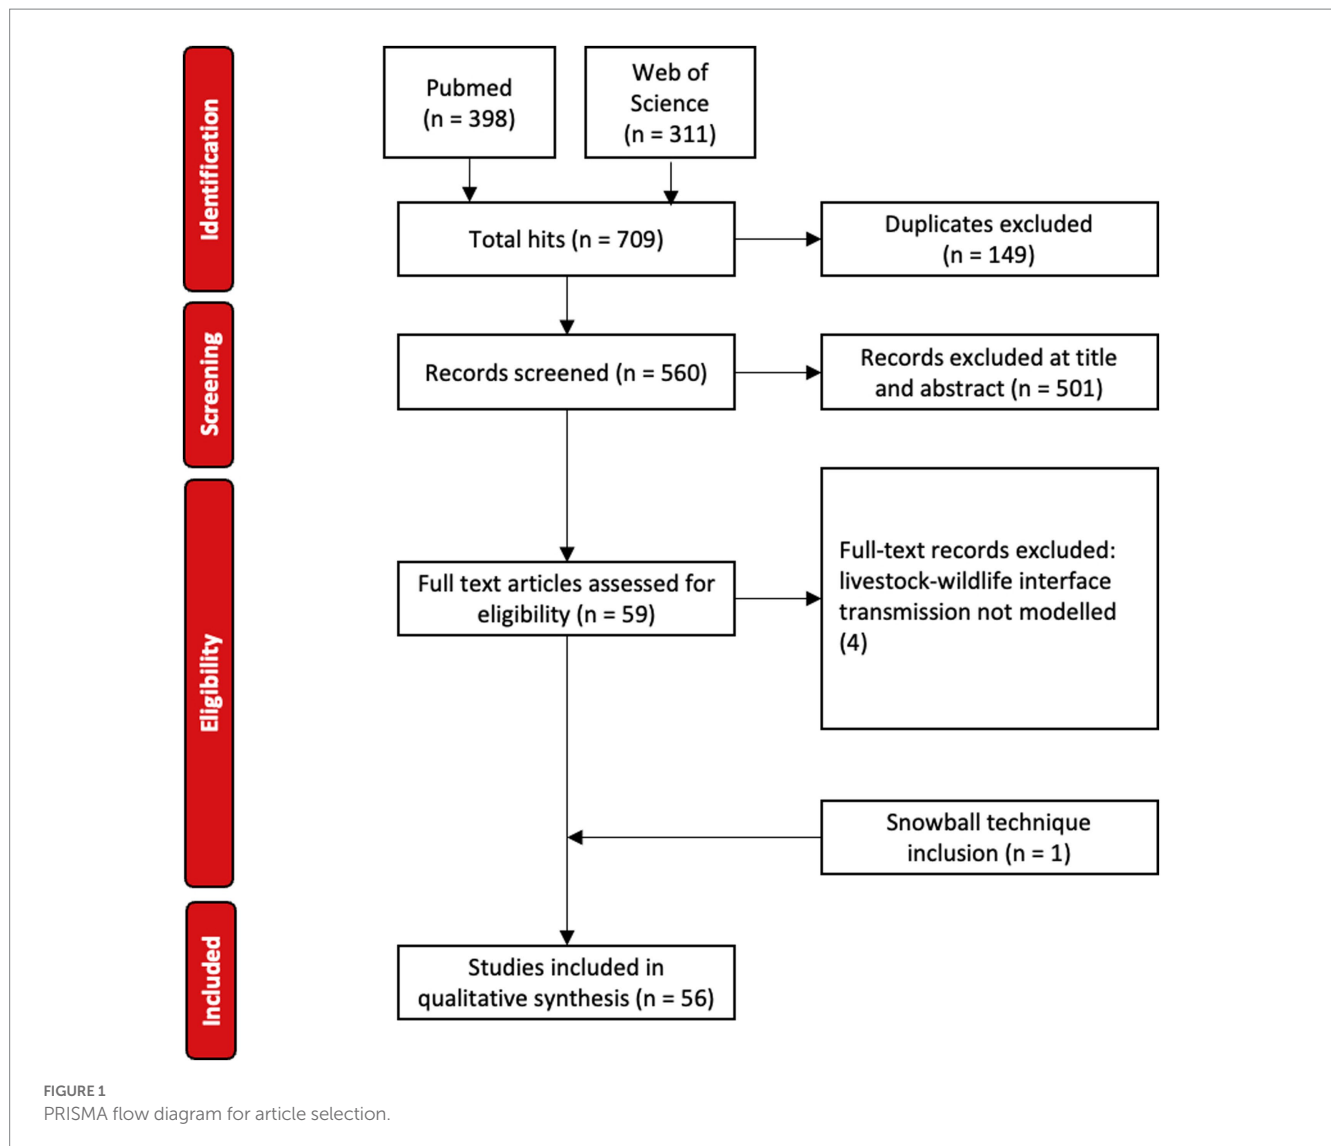 Identification
Pubmed
(n = 398)
Web of
Science
(n = 311)
Total hits (n = 709)
Duplicates excluded
(n = 149)
Screening
Records screened (n = 560)
Records excluded at title
and abstract (n = 501)
Eligibility
Full text articles assessed for
eligibility (n = 59)
Full-text records excluded:
livestock-wildlife interface
transmission not modelled
(4)
Snowball technique
inclusion (n = 1)
Included
Studies included in
qualitative synthesis (n = 56)
FIGURE 1
PRISMA flow diagram for article selection.